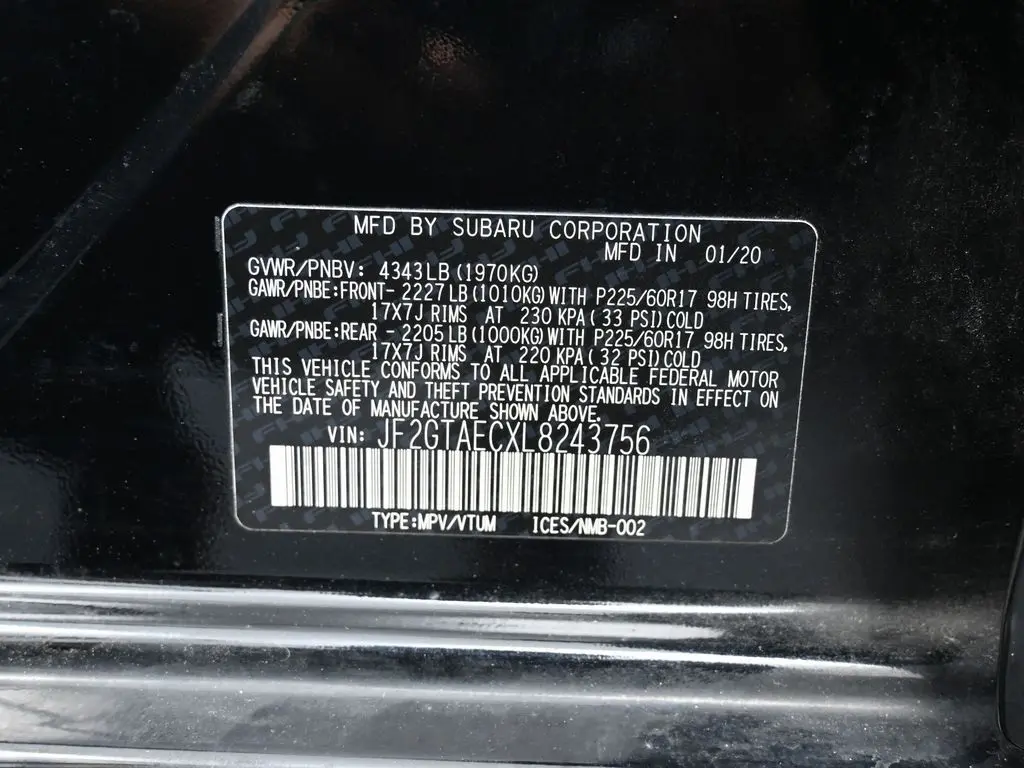 MFD BY SUBARU CORPORATION
MFD IN 01/20
GVWR/PNBV: 4343LB(1970KG)
GAWR/PNBE:FRONT- 2227LB(1010KG)WITH P225/60R17 98H TIRES,
17X7J RIMS AT 230 KPA(33 PSI)COLD
GAWR/PNBE:REAR - 2205LB(1000KG)WITH P225/60R17 98H TIRES,
17X7J RIMS AT 220 KPA(32 PSI)COLD
THIS VEHICLE CONFORMS TO ALL APPLICABLE FEDERAL MOTOR
VEHICLE SAFETY AND THEFT PREVENTION STANDARDS IN EFFECT ON
THE DATE OF MANUFACTURE SHOWN ABOVE.
VIN: JF2GTAECXL8243756
TYPE:MPV/VTUM ICES/NMB-002